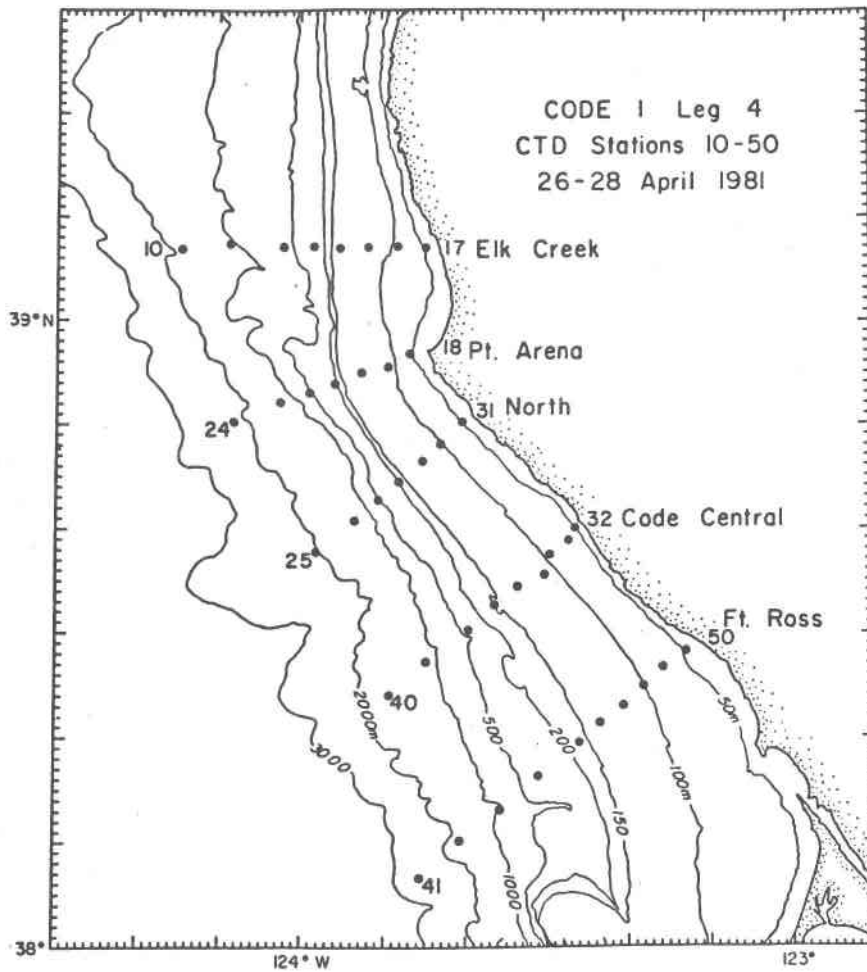 CODE 1 Leg 4
CTD Stations 10-50
26-28 April 1981
10
17 Elk Creek
39°N
18 Pt. Arena
31 North
24
32 Code Central
25
Ft. Ross
50
40
2000m
500
200
50m
3000
100m
150
41
1000
38°
124° W
123°